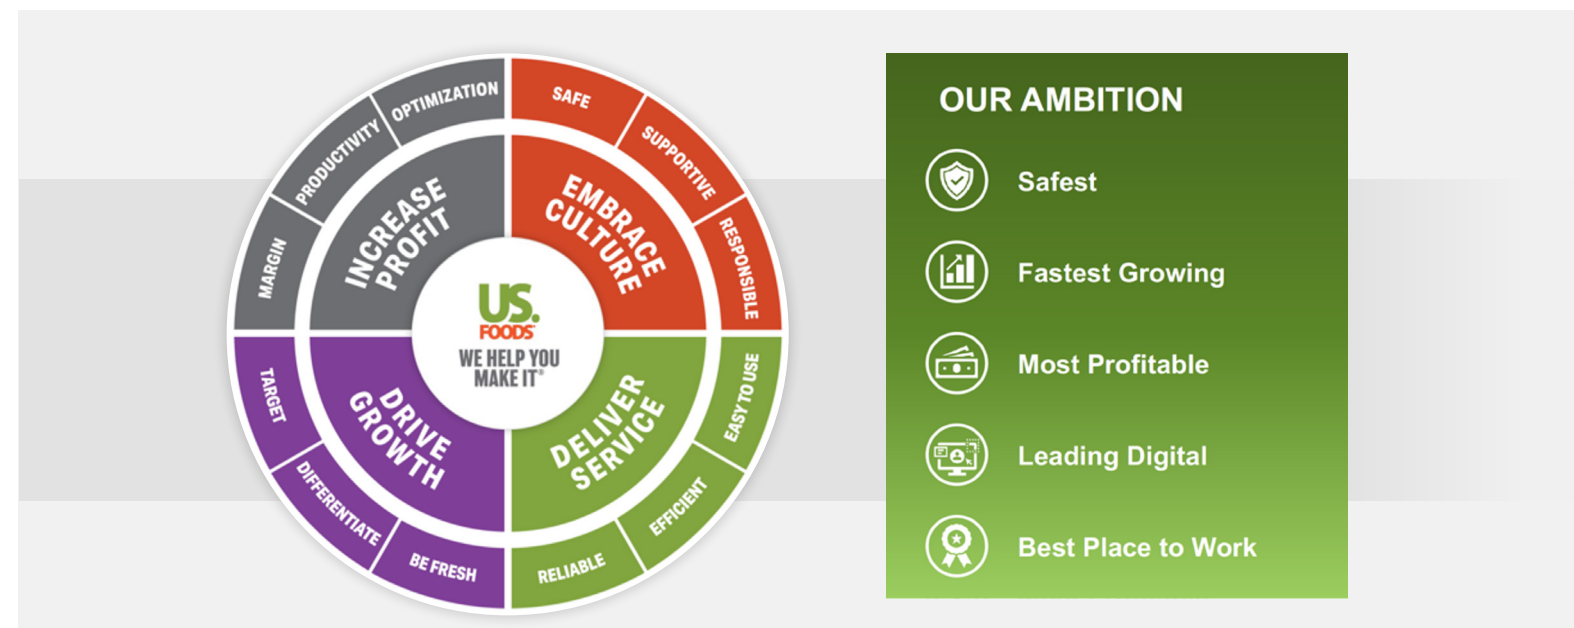 OPTIMIZATION
PRODUCTIVITY
MARGIN
INCREASE
PROFIT
SAFE
SUPPORTIVE
RESPONSIBLE
EMBRACE
CULTURE
US.
FOODS™
WE HELP YOU
MAKE IT®
TARGET
DIFFERENTIATE
BE FRESH
DRIVE
GROWTH
EASY TO USE
EFFICIENT
RELIABLE
DELIVER
SERVICE
OUR AMBITION
Safest
Fastest Growing
Most Profitable
Leading Digital
Best Place to Work